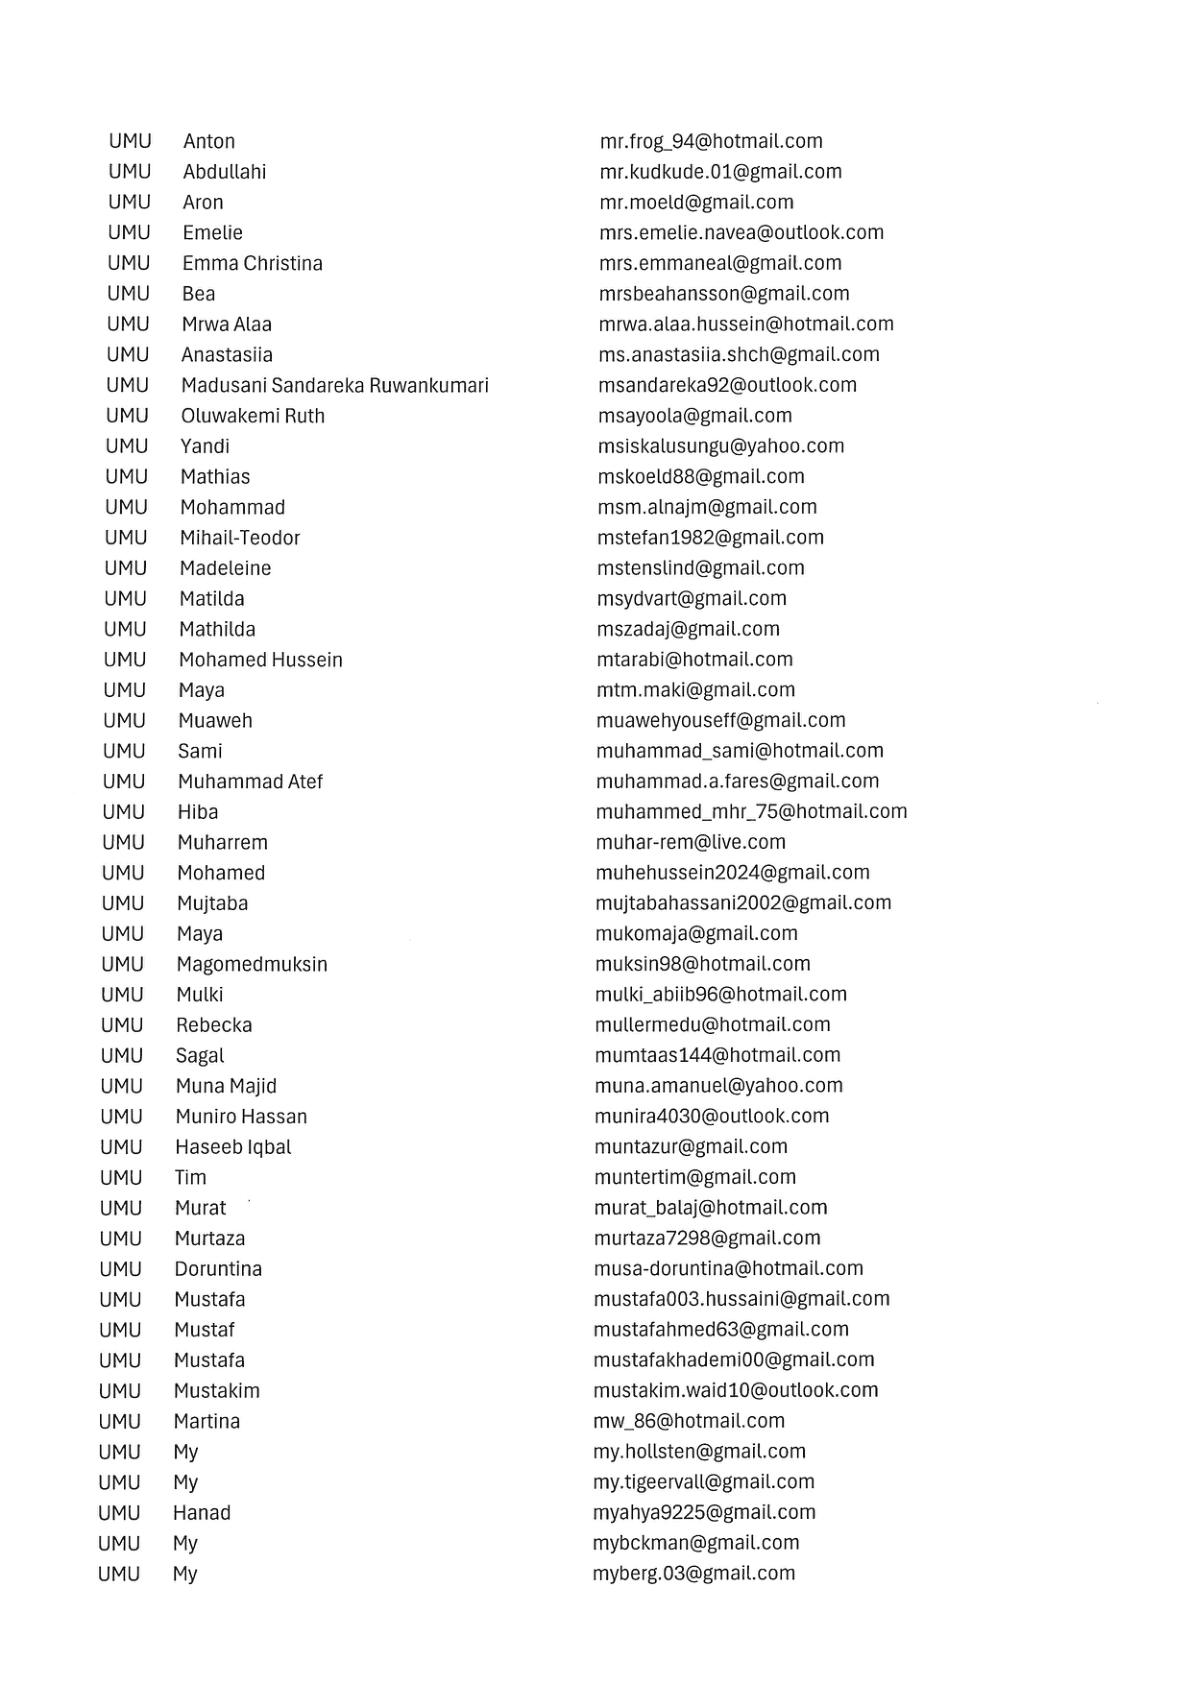 UMU Anton mr.frog_94@hotmail.com
UMU Abdullahi mr.kudkude.01@gmail.com
UMU Aron mr.moeld@gmail.com
UMU Emelie mrs.emelie.navea@outlook.com
UMU Emma Christina mrs.emmaneal@gmail.com
UMU Bea mrsbeahansson@gmail.com
UMU Mrwa Alaa mrwa.alaa.hussein@hotmail.com
UMU Anastasiia ms.anastasiia.shch@gmail.com
UMU Madusani Sandareka Ruwankumari msandareka92@outlook.com
UMU Oluwakemi Ruth msayoola@gmail.com
UMU Yandi msiskalusungu@yahoo.com
UMU Mathias mskoeld88@gmail.com
UMU Mohammad msm.alnajm@gmail.com
UMU Mihail-Teodor mstefan1982@gmail.com
UMU Madeleine mstenslind@gmail.com
UMU Matilda msydvart@gmail.com
UMU Mathilda mszadaj@gmail.com
UMU Mohamed Hussein mtarabi@hotmail.com
UMU Maya mtm.maki@gmail.com
UMU Muaweh muawehyouseff@gmail.com
UMU Sami muhammad_sami@hotmail.com
UMU Muhammad Atef muhammad.a.fares@gmail.com
UMU Hiba muhammed_mhr_75@hotmail.com
UMU Muharrem muhar-rem@live.com
UMU Mohamed muhehussein2024@gmail.com
UMU Mujtaba mujtabahassani2002@gmail.com
UMU Maya mukomaja@gmail.com
UMU Magomedmuksin muksin98@hotmail.com
UMU Mulki mulki_abiib96@hotmail.com
UMU Rebecka mullermedu@hotmail.com
UMU Sagal mumtaas144@hotmail.com
UMU Muna Majid muna.amanuel@yahoo.com
UMU Muniro Hassan munira4030@outlook.com
UMU Haseeb Iqbal muntazur@gmail.com
UMU Tim muntertim@gmail.com
UMU Murat murat_balaj@hotmail.com
UMU Murtaza murtaza7298@gmail.com
UMU Doruntina musa-doruntina@hotmail.com
UMU Mustafa mustafa003.hussaini@gmail.com
UMU Mustaf mustafahmed63@gmail.com
UMU Mustafa mustafakhademi00@gmail.com
UMU Mustakim mustakim.waid10@outlook.com
UMU Martina mw_86@hotmail.com
UMU My my.hollsten@gmail.com
UMU My my.tigeervall@gmail.com
UMU Hanad myahya9225@gmail.com
UMU My mybckman@gmail.com
UMU My myberg.03@gmail.com